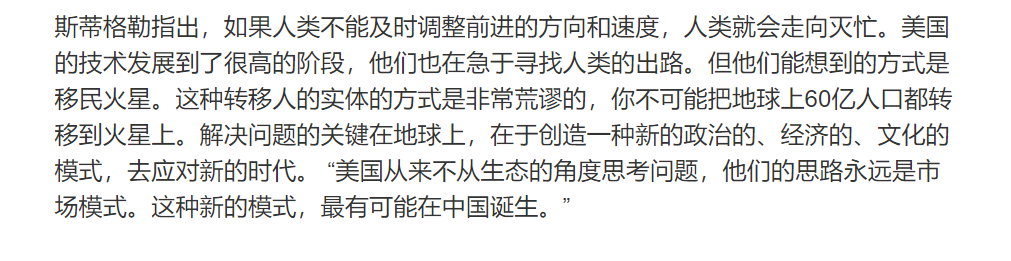 斯蒂格勒指出，如果人类不能及时调整前进的方向和速度，人类就会走向灭忙。美国
的技术发展到了很高的阶段，他们也在急于寻找人类的出路。但他们能想到的方式是
移民火星。这种转移人的实体的方式是非常荒谬的，你不可能把地球上60亿人口都转
移到火星上。解决问题的关键在地球上，在于创造一种新的政治的、经济的、文化的
模式，去应对新的时代。 “美国从来不从生态的角度思考问题，他们的思路永远是市
场模式。这种新的模式，最有可能在中国诞生。”